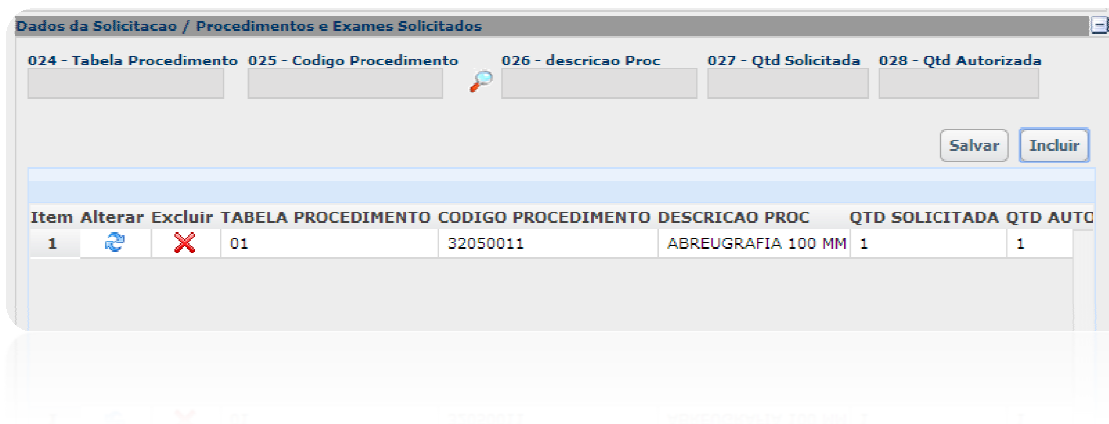 Dados da Solicitacao / Procedimentos e Exames Solicitados
024 - Tabela Procedimento 025 - Codigo Procedimento 026 - descricao Proc 027 - Qtd Solicitada 028 - Qtd Autorizada
Salvar Incluir
Item Alterar Excluir TABELA PROCEDIMENTO CODIGO PROCEDIMENTO DESCRICAO PROC QTD SOLICITADA QTD AUTO
1 01 32050011 ABREUGRAFIA 100 MM 1 1